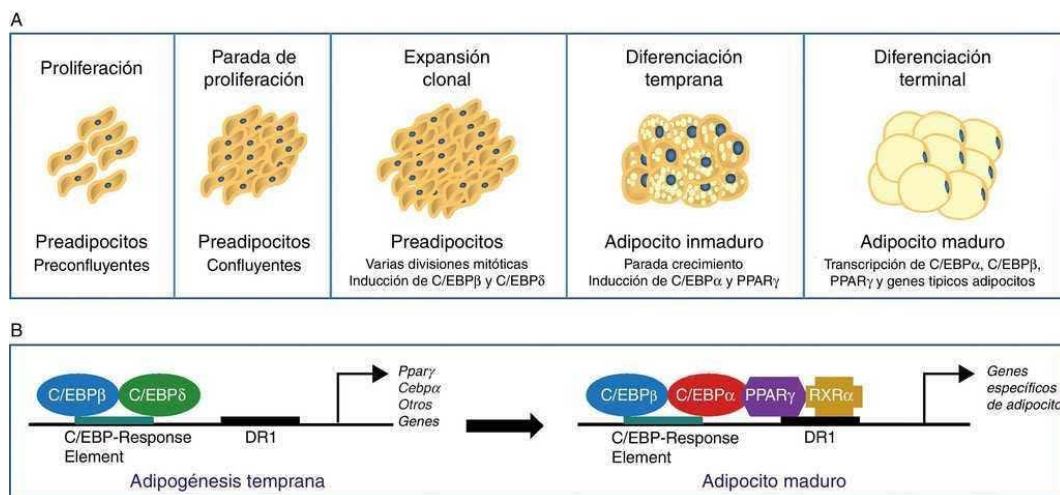 A
Proliferación
Preadipocitos
Preconfluyentes
Parada de
proliferación
Preadipocitos
Confluyentes
Expansión
clonal
Preadipocitos
Varias divisiones mitóticas
Inducción de C/EBPβ y C/EBPδ
Diferenciación
temprana
Adipocito inmaduro
Parada crecimiento
Inducción de C/EBPα y PPARγ
Diferenciación
terminal
Adipocito maduro
Transcripción de C/EBPα, C/EBPβ,
PPARγ y genes tipicos adipocitos
B
C/EBPβ
C/EBPδ
C/EBP-Response
Element
DR1
Pparγ
Cebpα
Otros
Genes
Adipogénesis temprana
C/EBPβ
C/EBPα
PPARγ
RXRα
C/EBP-Response
Element
DR1
Genes
específicos
de adipocito
Adipocito maduro